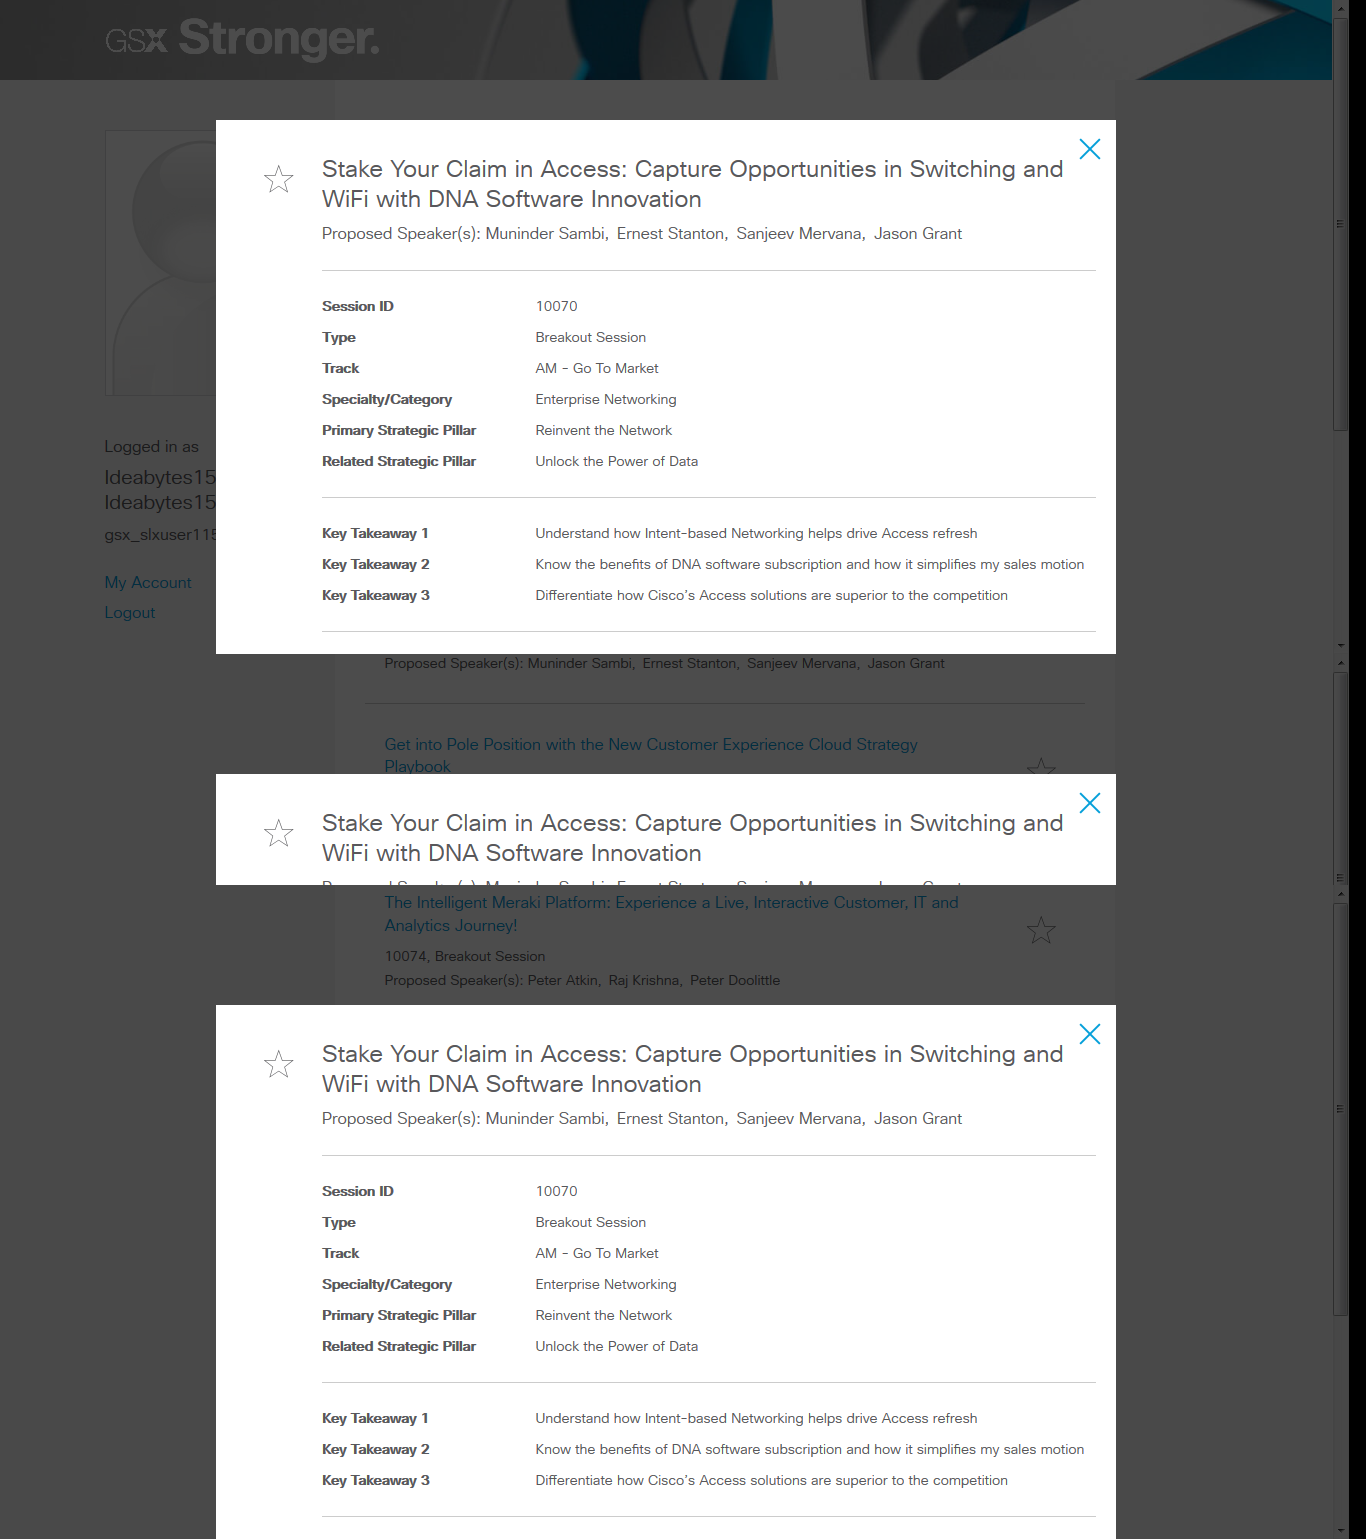 GSX Stronger.
Stake Your Claim in Access: Capture Opportunities in Switching and
WiFi with DNA Software Innovation
Proposed Speaker(s): Muninder Sambi, Ernest Stanton, Sanjeev Mervana, Jason Grant
Session ID 10070
Type Breakout Session
Track AM - Go To Market
Specialty/Category Enterprise Networking
Primary Strategic Pillar Reinvent the Network
Related Strategic Pillar Unlock the Power of Data
Key Takeaway 1 Understand how Intent-based Networking helps drive Access refresh
Key Takeaway 2 Know the benefits of DNA software subscription and how it simplifies my sales motion
Key Takeaway 3 Differentiate how Cisco's Access solutions are superior to the competition
Logged in as
Ideabytes15
Ideabytes15
gsx_slxuser115
My Account
Logout
Proposed Speaker(s): Muninder Sambi, Ernest Stanton, Sanjeev Mervana, Jason Grant
Get into Pole Position with the New Customer Experience Cloud Strategy
Playbook
Stake Your Claim in Access: Capture Opportunities in Switching and
WiFi with DNA Software Innovation
The Intelligent Meraki Platform: Experience a Live, Interactive Customer, IT and
Analytics Journey!
10074, Breakout Session
Proposed Speaker(s): Peter Atkin, Raj Krishna, Peter Doolittle
Stake Your Claim in Access: Capture Opportunities in Switching and
WiFi with DNA Software Innovation
Proposed Speaker(s): Muninder Sambi, Ernest Stanton, Sanjeev Mervana, Jason Grant
Session ID 10070
Type Breakout Session
Track AM - Go To Market
Specialty/Category Enterprise Networking
Primary Strategic Pillar Reinvent the Network
Related Strategic Pillar Unlock the Power of Data
Key Takeaway 1 Understand how Intent-based Networking helps drive Access refresh
Key Takeaway 2 Know the benefits of DNA software subscription and how it simplifies my sales motion
Key Takeaway 3 Differentiate how Cisco's Access solutions are superior to the competition